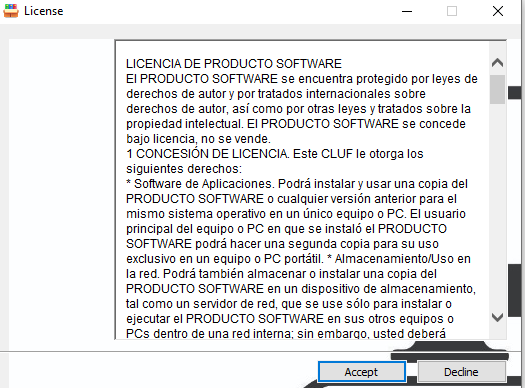 License
LICENCIA DE PRODUCTO SOFTWARE
El PRODUCTO SOFTWARE se encuentra protegido por leyes de
derechos de autor y por tratados internacionales sobre
derechos de autor, así como por otras leyes y tratados sobre la
propiedad intelectual. El PRODUCTO SOFTWARE se concede
bajo licencia, no se vende.
1 CONCESIÓN DE LICENCIA. Este CLUF le otorga los
siguientes derechos:
* Software de Aplicaciones. Podrá instalar y usar una copia del
PRODUCTO SOFTWARE o cualquier versión anterior para el
mismo sistema operativo en un único equipo o PC. El usuario
principal del equipo o PC en que se instaló el PRODUCTO
SOFTWARE podrá hacer una segunda copia para su uso
exclusivo en un equipo o PC portátil. * Almacenamiento/Uso en
la red. Podrá también almacenar o instalar una copia del
PRODUCTO SOFTWARE en un dispositivo de almacenamiento,
tal como un servidor de red, que se use sólo para instalar o
ejecutar el PRODUCTO SOFTWARE en sus otros equipos o
PCs dentro de una red interna; sin embargo, usted deberá
Accept
Decline